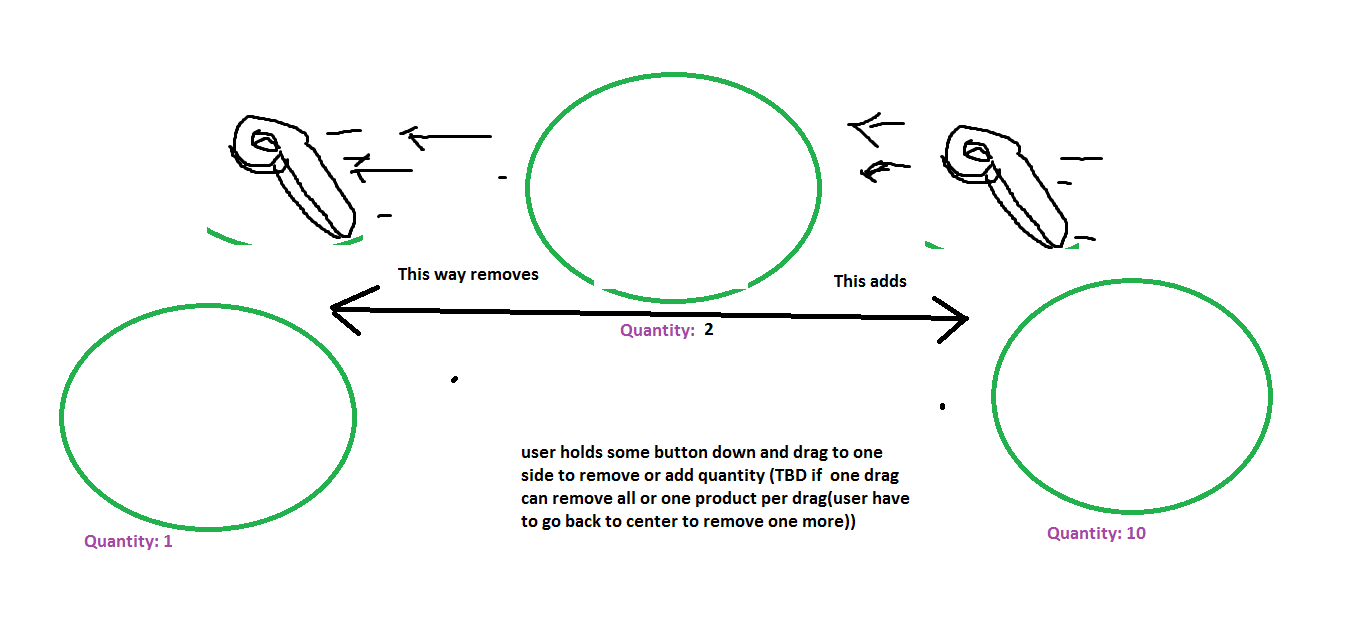 This way removes
This adds
Quantity: 2
user holds some button down and drag to one
side to remove or add quantity (TBD if one drag
can remove all or one product per drag(user have
to go back to center to remove one more))
Quantity: 1
Quantity: 10